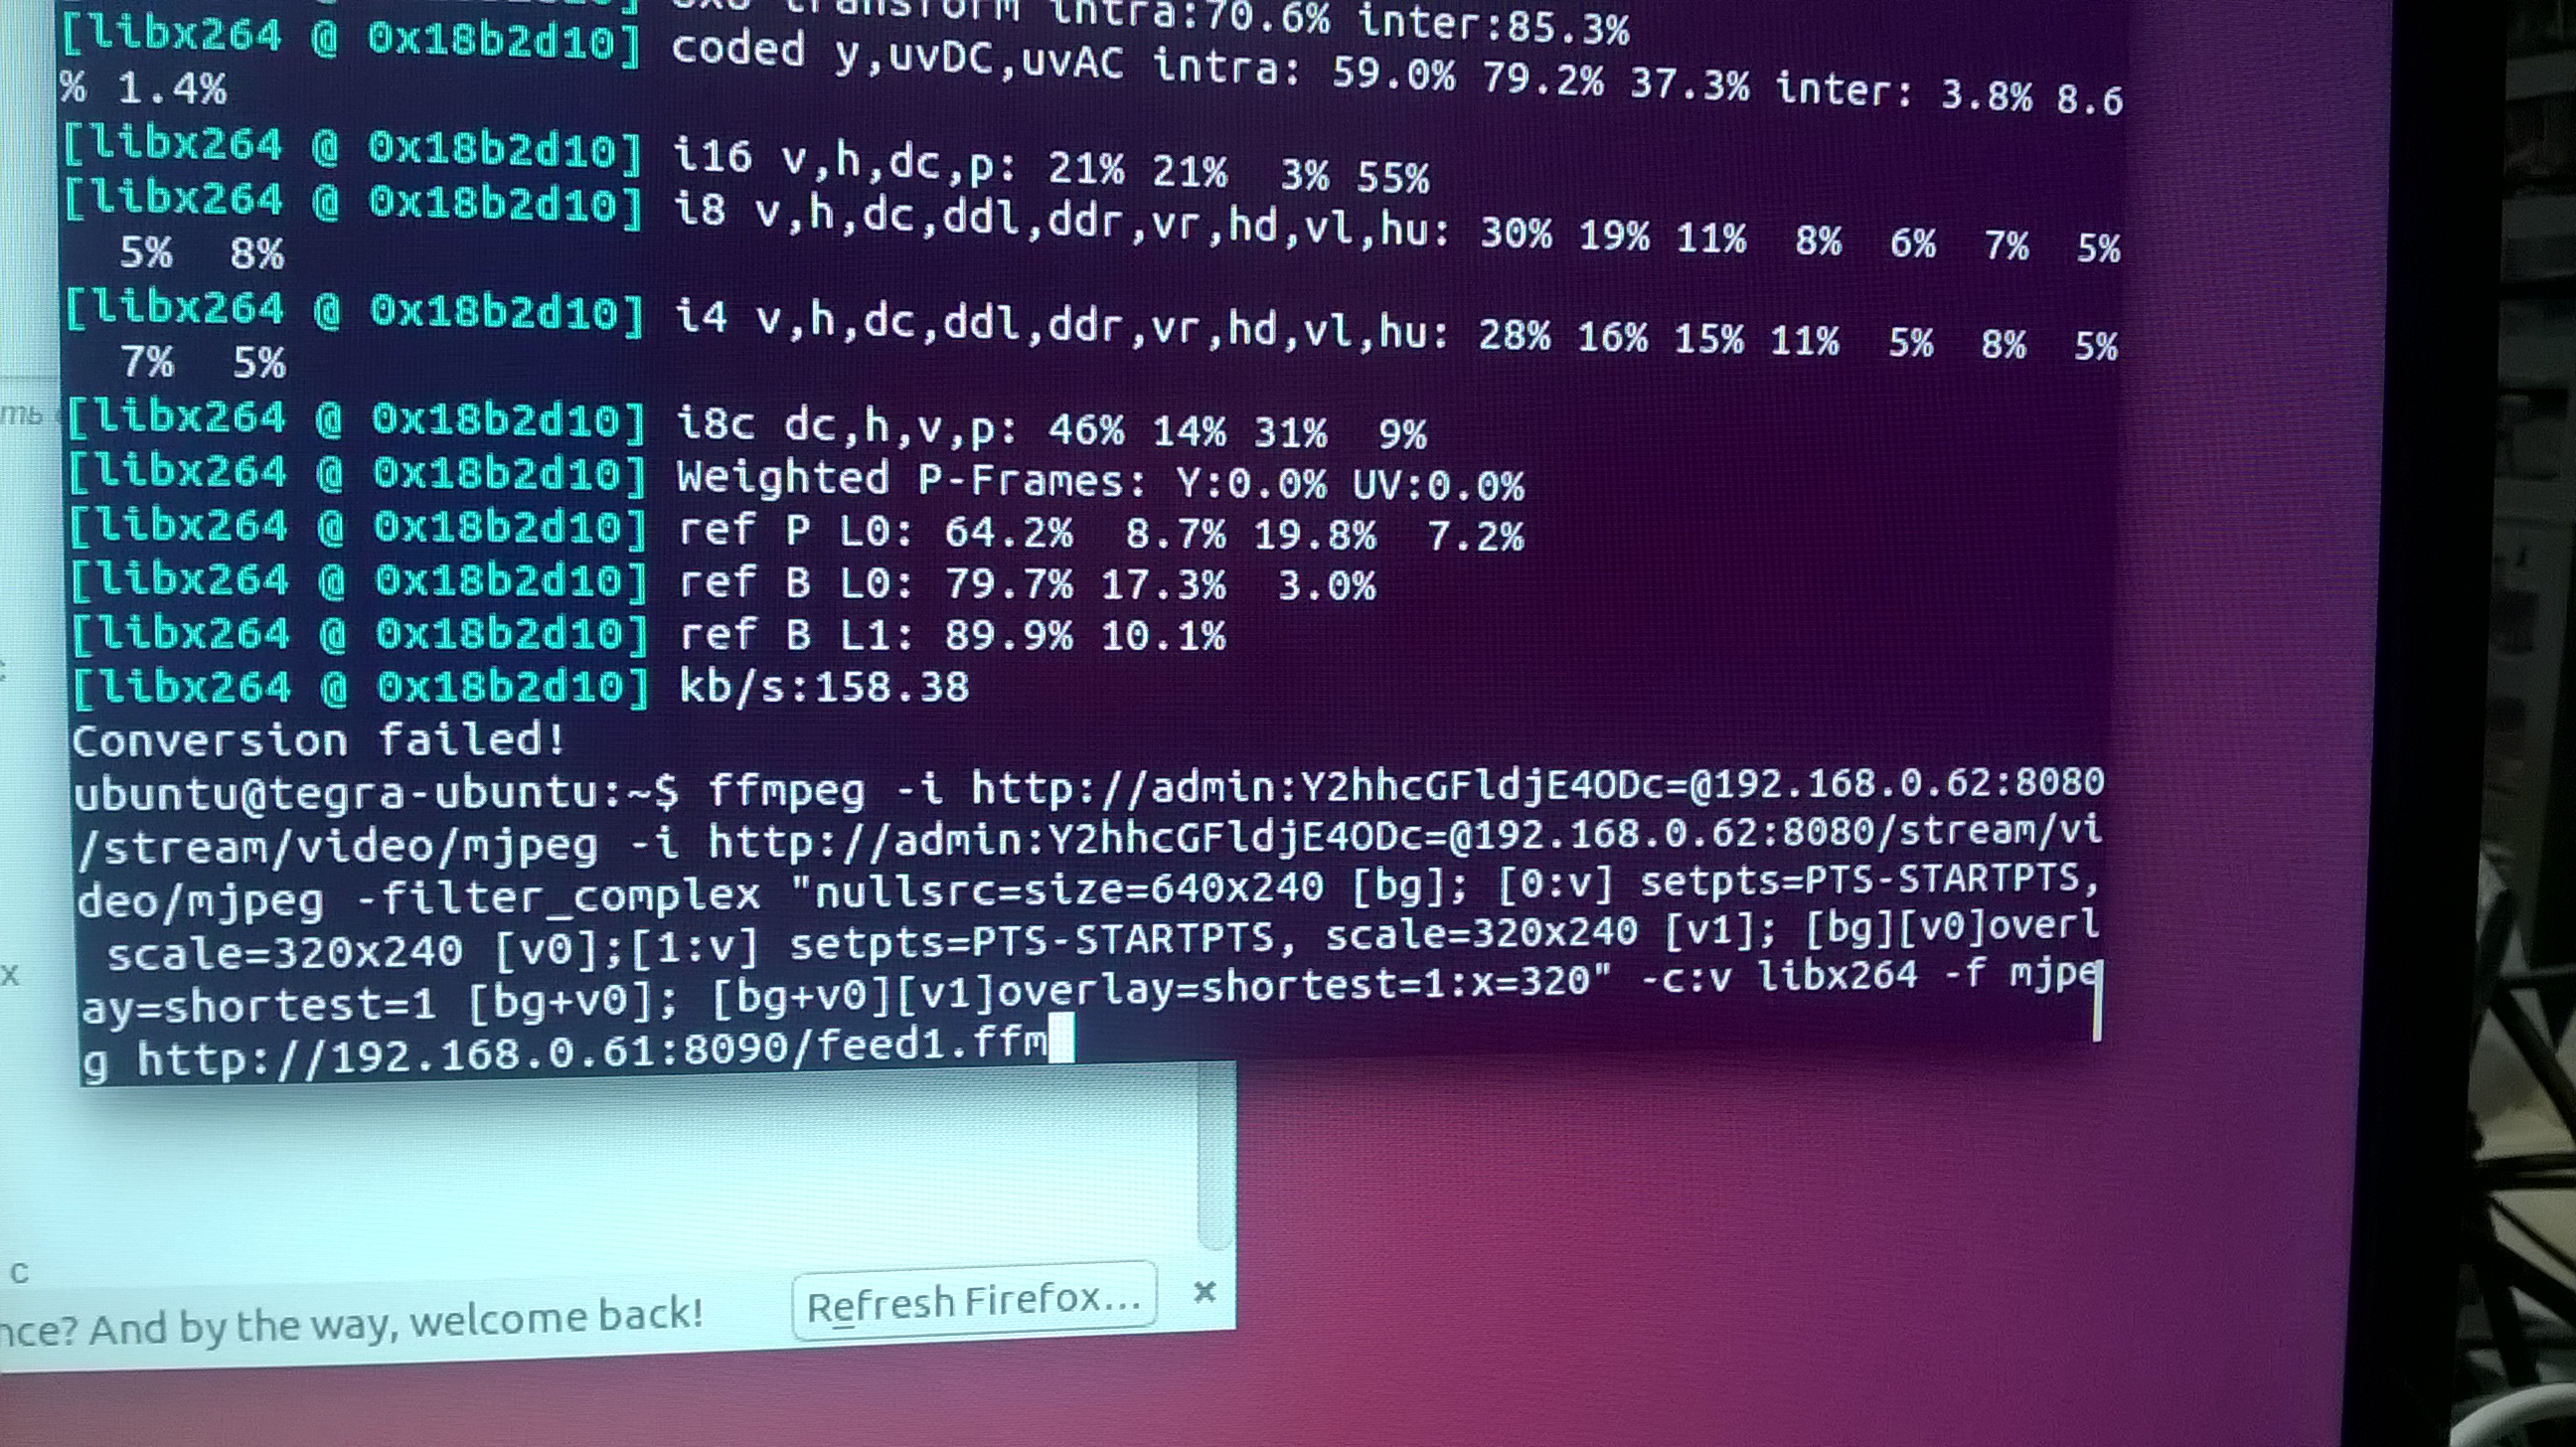 transform intra:70.6% inter:85.3%
[libx264 @ 0x18b2d10] coded y,uvDC,uvAC intra: 59.0% 79.2% 37.3% inter: 3.8% 8.6
% 1.4%
[libx264 @ 0x18b2d10] i16 v,h,dc,p: 21% 21%  3% 55%
[libx264 @ 0x18b2d10] i8 v,h,dc,ddl,ddr,vr,hd,vl,hu: 30% 19% 11%  8%  6%  7%  5%
  5%  8%
[libx264 @ 0x18b2d10] i4 v,h,dc,ddl,ddr,vr,hd,vl,hu: 28% 16% 15% 11%  5%  8%  5%
  7%  5%
[libx264 @ 0x18b2d10] i8c dc,h,v,p: 46% 14% 31%  9%
[libx264 @ 0x18b2d10] Weighted P-Frames: Y:0.0% UV:0.0%
[libx264 @ 0x18b2d10] ref P L0: 64.2%  8.7% 19.8%  7.2%
[libx264 @ 0x18b2d10] ref B L0: 79.7% 17.3%  3.0%
[libx264 @ 0x18b2d10] ref B L1: 89.9% 10.1%
[libx264 @ 0x18b2d10] kb/s:158.38
Conversion failed!
ubuntu@tegra-ubuntu:~$ ffmpeg -i http://admin:Y2hhcGFldjE4ODc=@192.168.0.62:8080
/stream/video/mjpeg -i http://admin:Y2hhcGFldjE4ODc=@192.168.0.62:8080/stream/vi
deo/mjpeg -filter_complex "nullsrc=size=640x240 [bg]; [0:v] setpts=PTS-STARTPTS,
 scale=320x240 [v0];[1:v] setpts=PTS-STARTPTS, scale=320x240 [v1]; [bg][v0]overl
ay=shortest=1 [bg+v0]; [bg+v0][v1]overlay=shortest=1:x=320" -c:v libx264 -f mjpe
g http://192.168.0.61:8090/feed1.ffm
ть
x
c
nce? And by the way, welcome back!
Refresh Firefox...
×